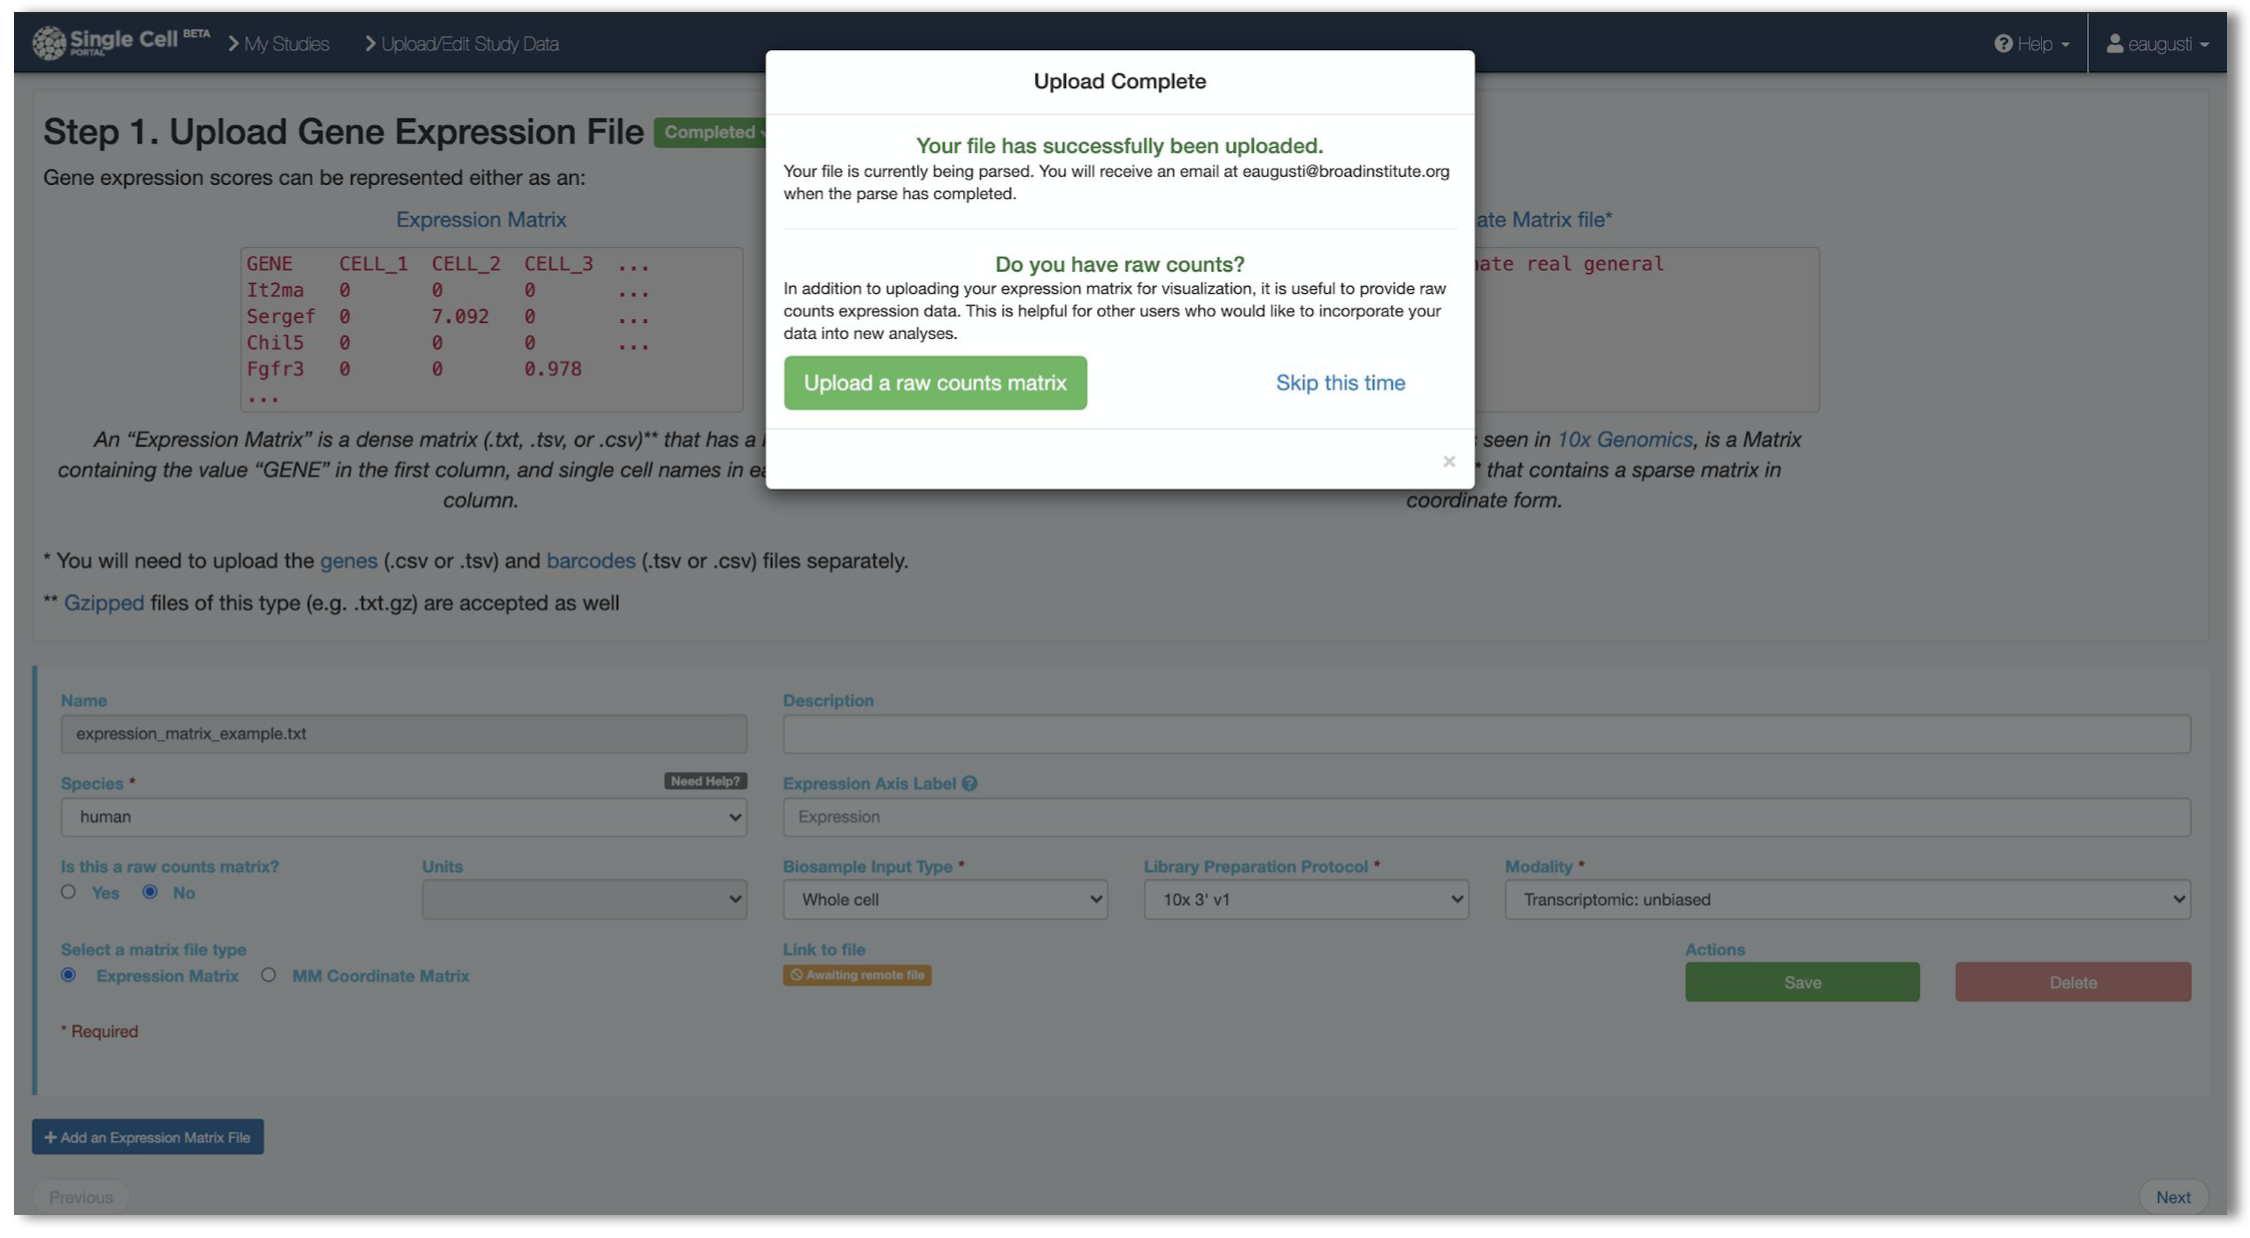 Single Cell BETA
PORTAL
My Studies
Upload/Edit Study Data
Help
eaugusti
Upload Complete
Your file has successfully been uploaded.
Your file is currently being parsed. You will receive an email at eaugusti@broadinstitute.org
when the parse has completed.
Do you have raw counts?
In addition to uploading your expression matrix for visualization, it is useful to provide raw
counts expression data. This is helpful for other users who would like to incorporate your
data into new analyses.
Upload a raw counts matrix
Skip this time
×
Step 1. Upload Gene Expression File Completed
Gene expression scores can be represented either as an:
Expression Matrix
GENE CELL_1 CELL_2 CELL_3 ...
It2ma 0 0 0 ...
Sergef 0 7.092 0 ...
Chil5 0 0 0 ...
Fgfr3 0 0 0.978
...
An “Expression Matrix” is a dense matrix (.txt, .tsv, or .csv)** that has a
containing the value “GENE” in the first column, and single cell names in ea
column.
ate Matrix file*
nate real general
seen in 10x Genomics, is a Matrix
* that contains a sparse matrix in
coordinate form.
* You will need to upload the genes (.csv or .tsv) and barcodes (.tsv or .csv) files separately.
** Gzipped files of this type (e.g. .txt.gz) are accepted as well
Name
expression_matrix_example.txt
Description
Species *
Need Help?
human
Expression Axis Label
Expression
Is this a raw counts matrix?
Yes No
Units
Biosample Input Type *
Whole cell
Library Preparation Protocol *
10x 3' v1
Modality *
Transcriptomic: unbiased
Select a matrix file type
Expression Matrix MM Coordinate Matrix
Link to file
Awaiting remote file
Actions
Save
Delete
* Required
+ Add an Expression Matrix File
Previous
Next